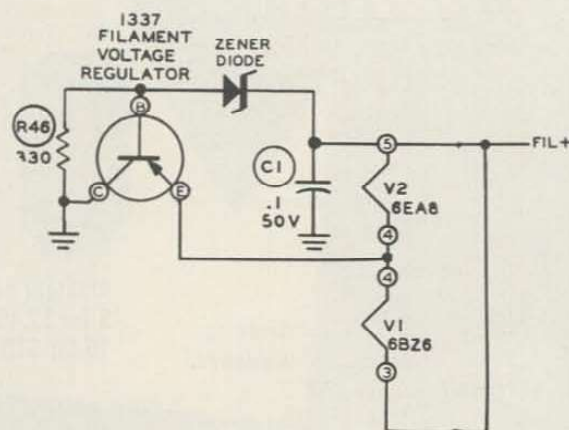 1337
FILAMENT
VOLTAGE
REGULATOR
ZENER
DIODE
B
R46
330
C
E
C1
.1
50V
5
FIL+
V2
6EA8
4
4
V1
6BZ6
3